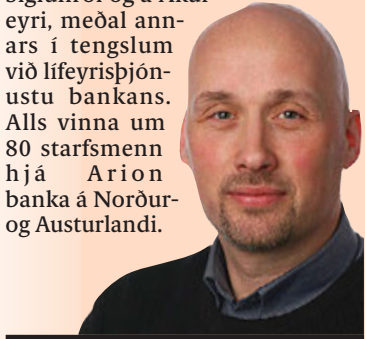 eyri, meðal ann-
ars í tengslum
við lífeyrisþjón-
ustu bankans.
Alls vinna um
80 starfsmenn
hjá Arion
banka á Norður-
og Austurlandi.